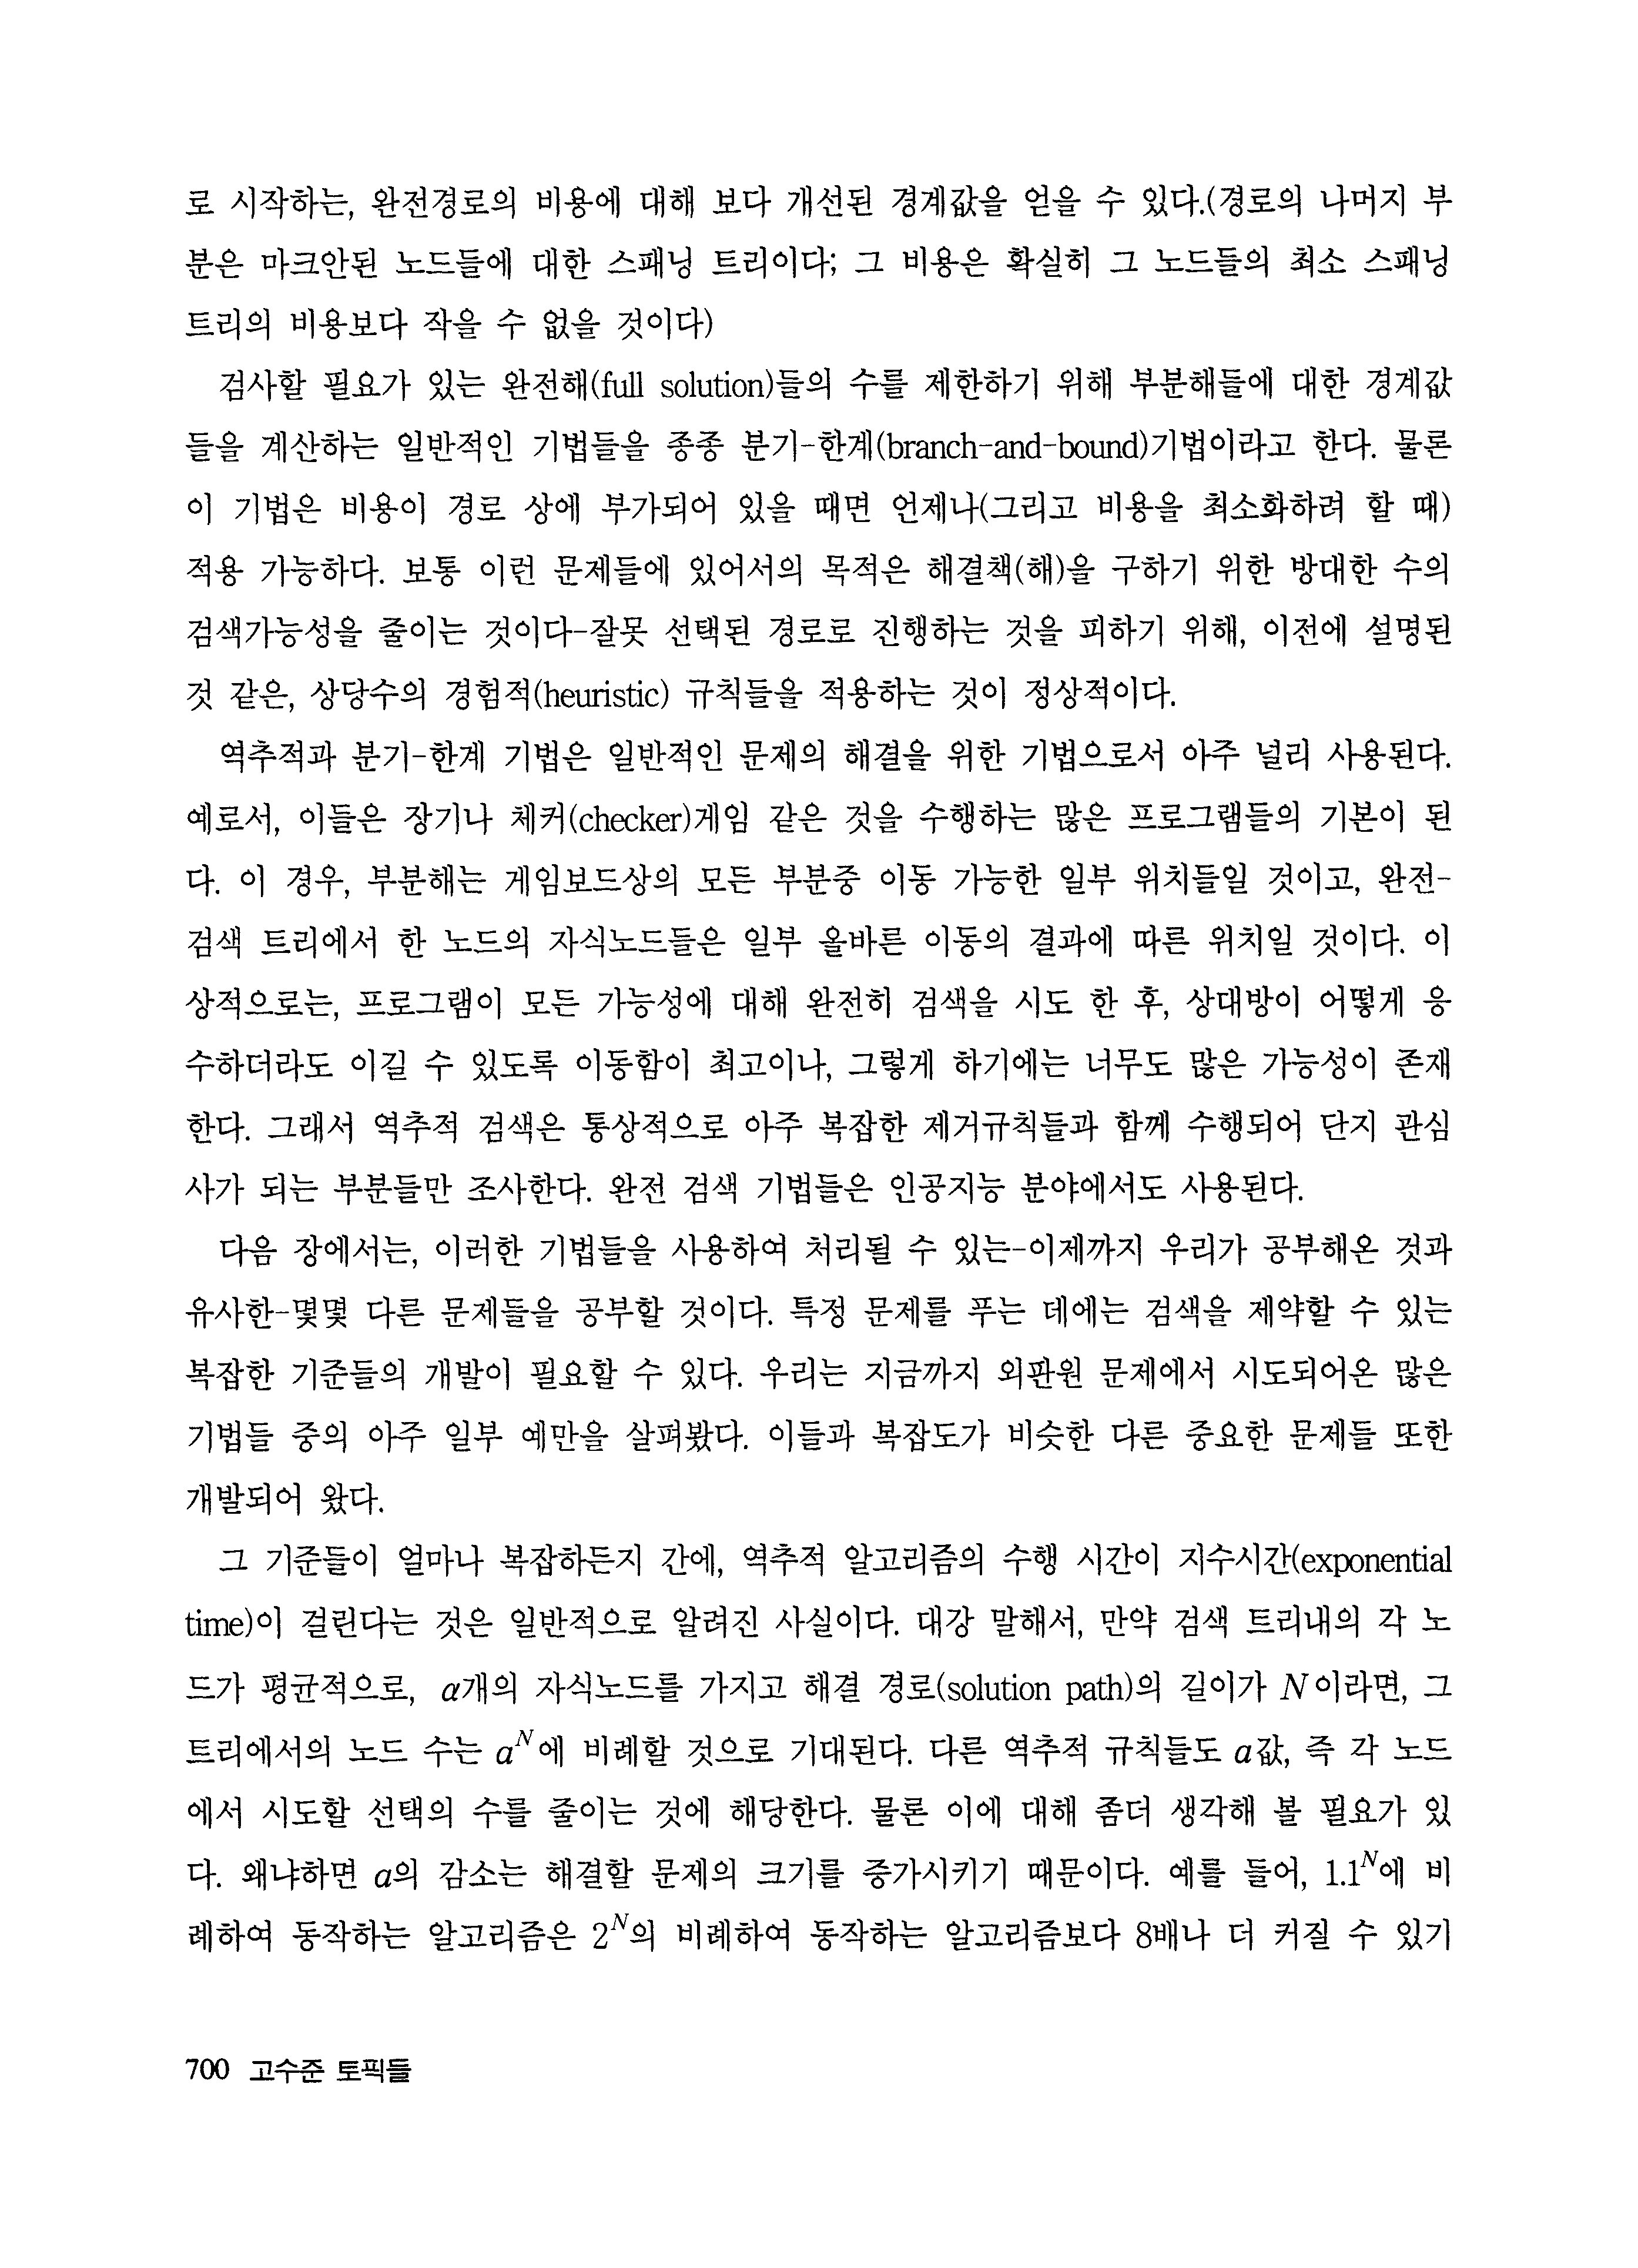 로 시작하는, 완전경로의 비용에 대해 보다 개선된 경계값을 얻을 수 있다.(경로의 나머지 부
분은 마크안된 노드들에 대한 스패닝 트리이다; 그 비용은 확실히 그 노드들의 최소 스패닝
트리의 비용보다 작을 수 없을 것이다)
검사할 필요가 있는 완전해(full solution)들의 수를 제한하기 위해 부분해들에 대한 경계값
들을 계산하는 일반적인 기법들을 종종 분기-한계(branch-and-bound)기법이라고 한다. 물론
이 기법은 비용이 경로 상에 부가되어 있을 때면 언제나(그리고 비용을 최소화하려 할 때)
적용 가능하다. 보통 이런 문제들에 있어서의 목적은 해결책(해)을 구하기 위한 방대한 수의
검색가능성을 줄이는 것이다-잘못 선택된 경로로 진행하는 것을 피하기 위해, 이전에 설명된
것 같은, 상당수의 경험적(heuristic) 규칙들을 적용하는 것이 정상적이다.
역추적과 분기-한계 기법은 일반적인 문제의 해결을 위한 기법으로서 아주 널리 사용된다.
예로서, 이들은 장기나 체커(checker)게임 같은 것을 수행하는 많은 프로그램들의 기본이 된
다. 이 경우, 부분해는 게임보드상의 모든 부분중 이동 가능한 일부 위치들일 것이고, 완전-
검색 트리에서 한 노드의 자식노드들은 일부 올바른 이동의 결과에 따른 위치일 것이다. 이
상적으로는, 프로그램이 모든 가능성에 대해 완전히 검색을 시도 한 후, 상대방이 어떻게 응
수하더라도 이길 수 있도록 이동함이 최고이나, 그렇게 하기에는 너무도 많은 가능성이 존재
한다. 그래서 역추적 검색은 통상적으로 아주 복잡한 제거규칙들과 함께 수행되어 단지 관심
사가 되는 부분들만 조사한다. 완전 검색 기법들은 인공지능 분야에서도 사용된다.
다음 장에서는, 이러한 기법들을 사용하여 처리될 수 있는-이제까지 우리가 공부해온 것과
유사한-몇몇 다른 문제들을 공부할 것이다. 특정 문제를 푸는 데에는 검색을 제약할 수 있는
복잡한 기준들의 개발이 필요할 수 있다. 우리는 지금까지 외판원 문제에서 시도되어온 많은
기법들 중의 아주 일부 예만을 살펴봤다. 이들과 복잡도가 비슷한 다른 중요한 문제들 또한
개발되어 왔다.
그 기준들이 얼마나 복잡하든지 간에, 역추적 알고리즘의 수행 시간이 지수시간(exponential
time)이 걸린다는 것은 일반적으로 알려진 사실이다. 대강 말해서, 만약 검색 트리내의 각 노
드가 평균적으로, α개의 자식노드를 가지고 해결 경로(solution path)의 길이가 N이라면, 그
트리에서의 노드 수는 α^N에 비례할 것으로 기대된다. 다른 역추적 규칙들도 α값, 즉 각 노드
에서 시도할 선택의 수를 줄이는 것에 해당한다. 물론 이에 대해 좀더 생각해 볼 필요가 있
다. 왜냐하면 α의 감소는 해결할 문제의 크기를 증가시키기 때문이다. 예를 들어, 1.1^N에 비
례하여 동작하는 알고리즘은 2^N의 비례하여 동작하는 알고리즘보다 8배나 더 커질 수 있기
700 고수준 토픽들